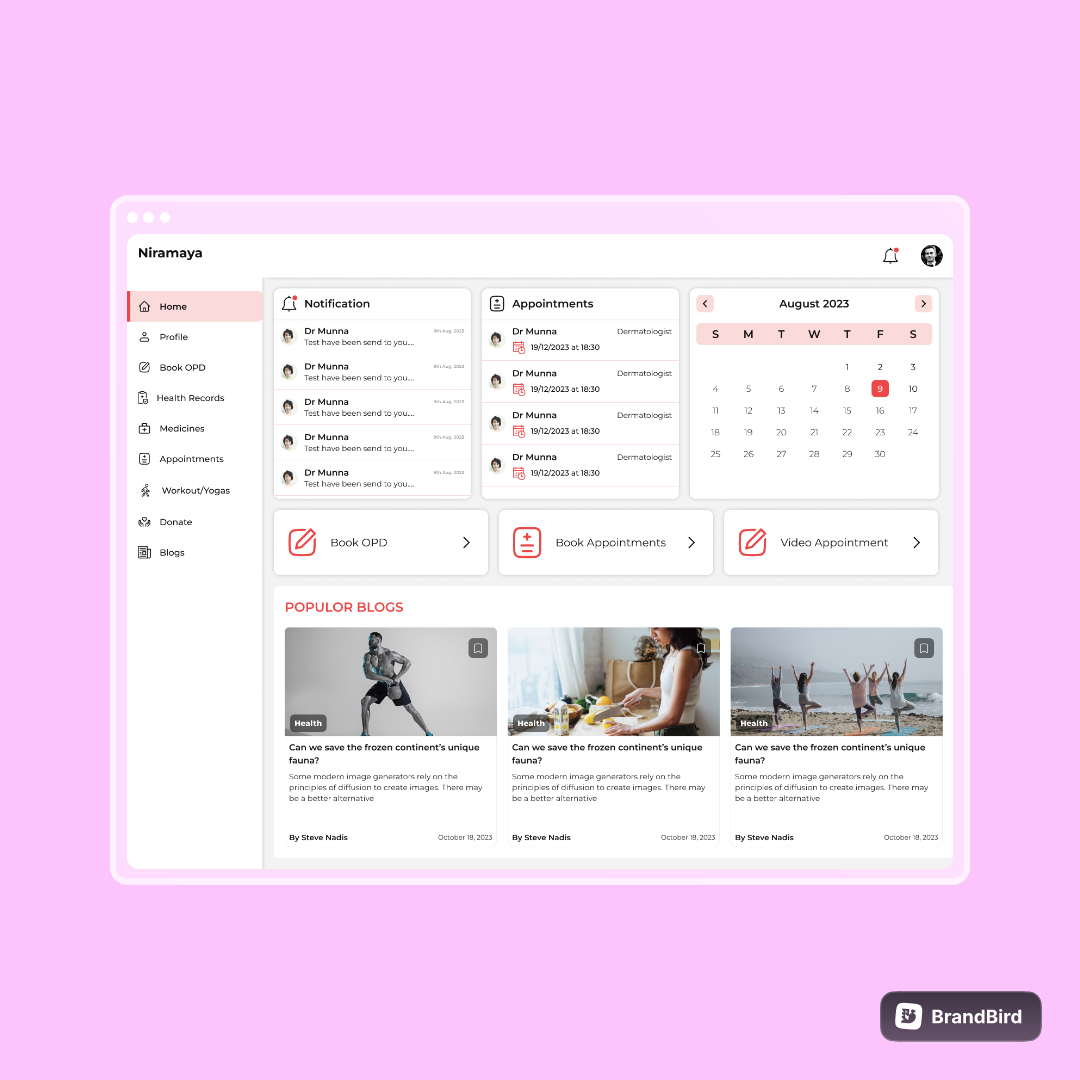 Niramaya
Home
Profile
Book OPD
Health Records
Medicines
Appointments
Workout/Yogas
Donate
Blogs
Notification
Dr Munna
9th Aug, 2023
Test have been send to you....
Dr Munna
9th Aug, 2023
Test have been send to you....
Dr Munna
9th Aug, 2023
Test have been send to you....
Dr Munna
9th Aug, 2023
Test have been send to you....
Dr Munna
9th Aug, 2023
Test have been send to you....
Appointments
Dr Munna Dermatologist
19/12/2023 at 18:30
Dr Munna Dermatologist
19/12/2023 at 18:30
Dr Munna Dermatologist
19/12/2023 at 18:30
Dr Munna Dermatologist
19/12/2023 at 18:30
August 2023
S M T W T F S
1 2 3
4 5 6 7 8 9 10
11 12 13 14 15 16 17
18 19 20 21 22 23 24
25 26 27 28 29 30
Book OPD
Book Appointments
Video Appointment
POPULOR BLOGS
Health
Can we save the frozen continent's unique
fauna?
Some modern image generators rely on the
principles of diffusion to create images. There may
be a better alternative
By Steve Nadis October 18, 2023
Health
Can we save the frozen continent's unique
fauna?
Some modern image generators rely on the
principles of diffusion to create images. There may
be a better alternative
By Steve Nadis October 18, 2023
Health
Can we save the frozen continent's unique
fauna?
Some modern image generators rely on the
principles of diffusion to create images. There may
be a better alternative
By Steve Nadis October 18, 2023
BrandBird